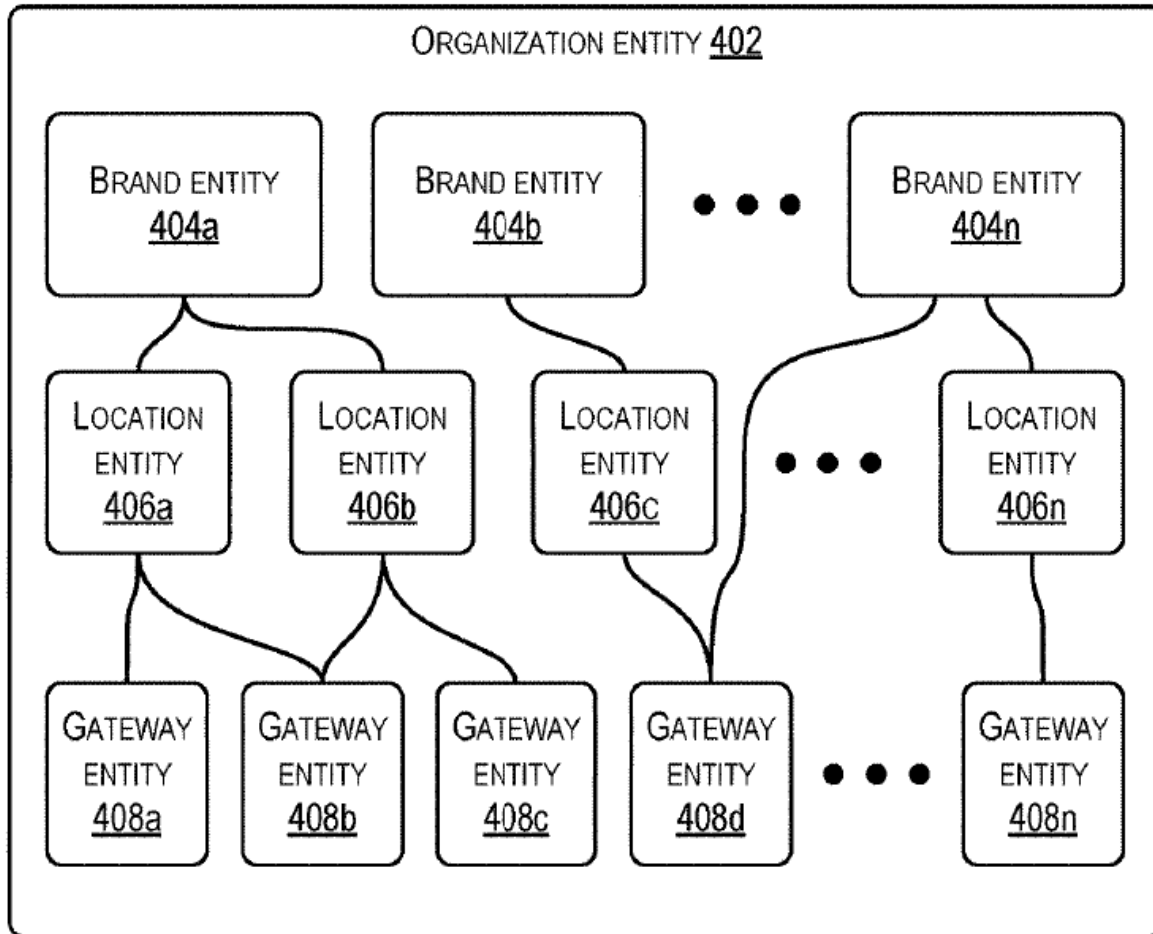 ORGANIZATION ENTITY 402
BRAND ENTITY
404a
BRAND ENTITY
404b
BRAND ENTITY
404n
LOCATION
ENTITY
406a
LOCATION
ENTITY
406b
LOCATION
ENTITY
406c
LOCATION
ENTITY
406n
GATEWAY
ENTITY
408a
GATEWAY
ENTITY
408b
GATEWAY
ENTITY
408c
GATEWAY
ENTITY
408d
GATEWAY
ENTITY
408n